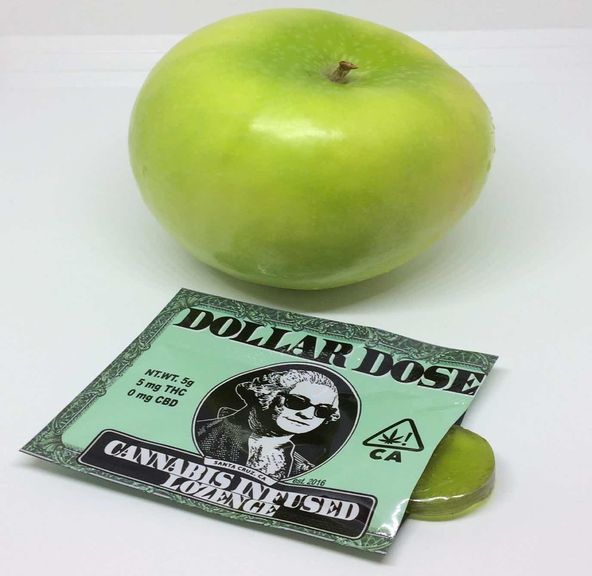 DOLLAR DOSE
NT.WT. 5g
5 mg THC
0 mg CBD
CA
SANTA CRUZ, CA
est. 2016
CANNABIS INFUSED
LOZENGE